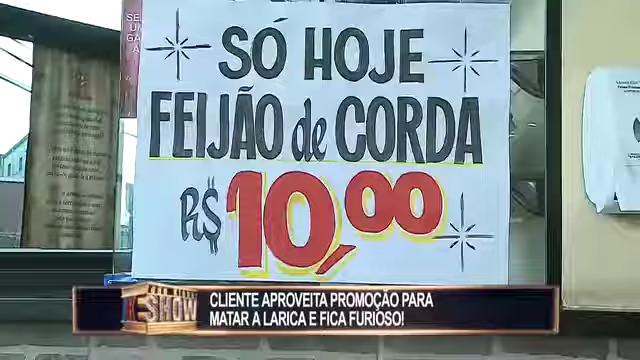 SÓ HOJE
FEIJÃO de CORDA
R$ 10,00
SHOW
CLIENTE APROVEITA PROMOÇÃO PARA
MATAR A LARICA E FICA FURIOSO!